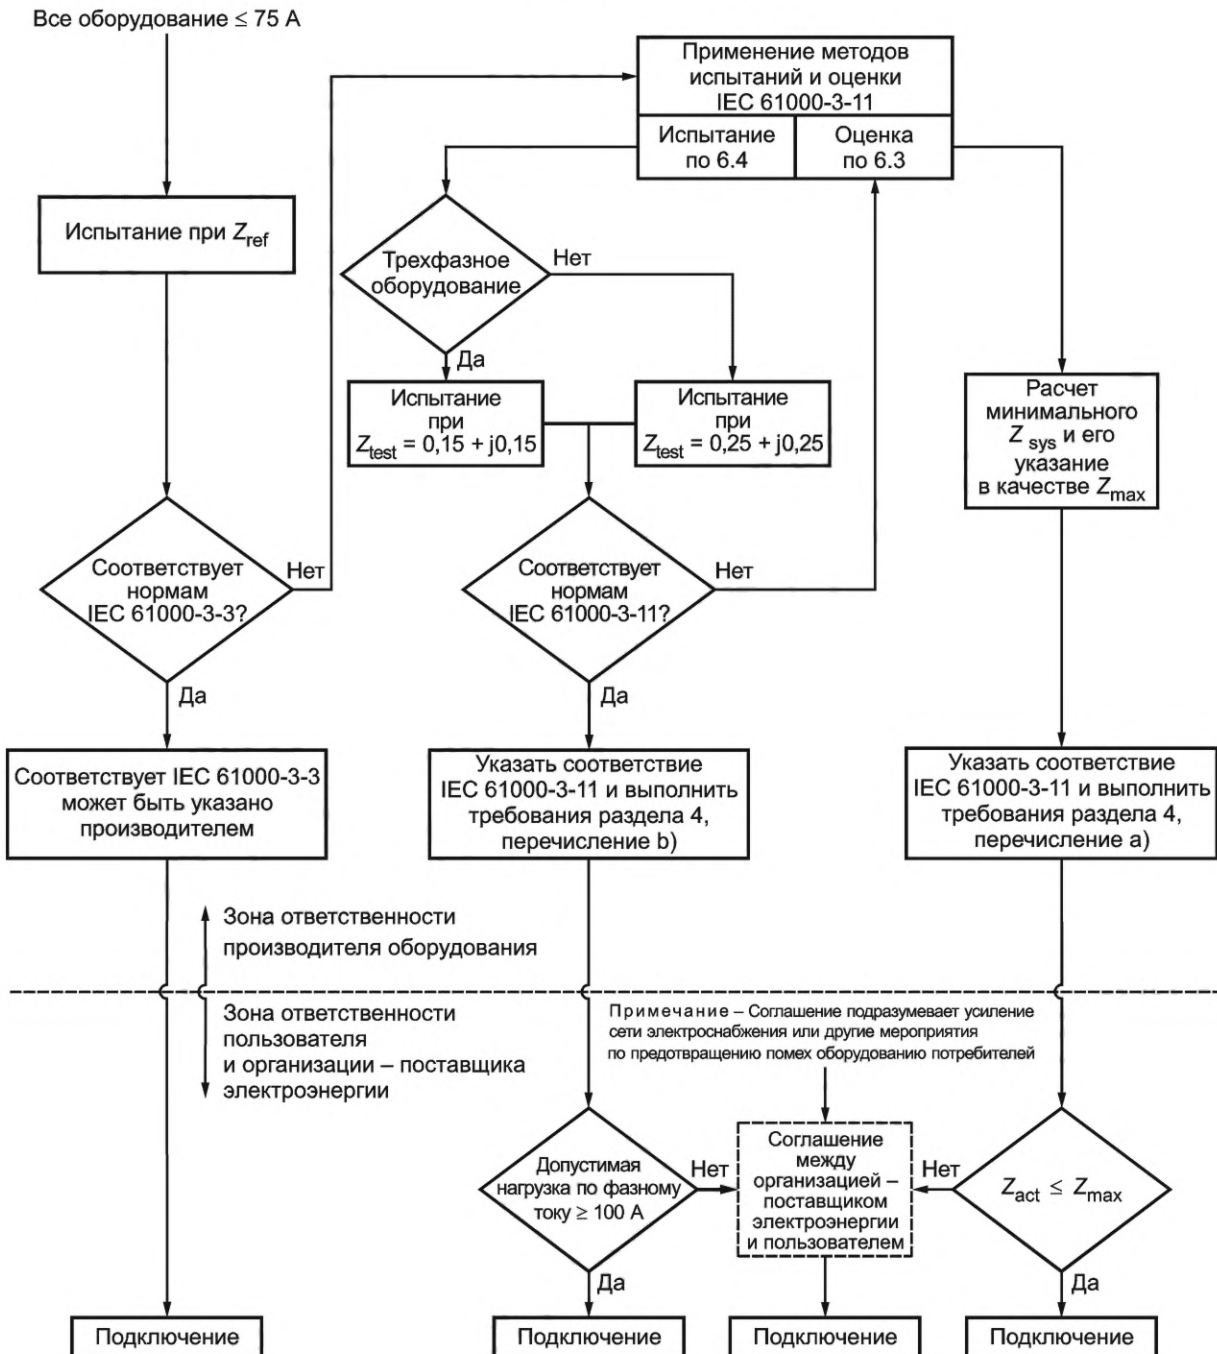 Все оборудование ≤ 75 А
Применение методов
испытаний и оценки
IEC 61000-3-11
Испытание
по 6.4
Оценка
по 6.3
Испытание при Zref
Трехфазное
оборудование
Нет
Да
Испытание
при
Ztest = 0,15 + j0,15
Испытание
при
Ztest = 0,25 + j0,25
Расчет
минимального
Z sys и его
указание
в качестве Zmax
Соответствует
нормам
IEC 61000-3-3?
Нет
Да
Соответствует
нормам
IEC 61000-3-11?
Нет
Да
Соответствует IEC 61000-3-3
может быть указано
производителем
Указать соответствие
IEC 61000-3-11 и выполнить
требования раздела 4,
перечисление b)
Указать соответствие
IEC 61000-3-11 и выполнить
требования раздела 4,
перечисление a)
Зона ответственности
производителя оборудования
Зона ответственности
пользователя
и организации – поставщика
электроэнергии
Примечание – Соглашение подразумевает усиление
сети электроснабжения или другие мероприятия
по предотвращению помех оборудованию потребителей
Допустимая
нагрузка по фазному
току ≥ 100 А
Нет
Да
Соглашение
между
организацией –
поставщиком
электроэнергии
и пользователем
Нет
Zact ≤ Zmax
Да
Подключение
Подключение
Подключение
Подключение